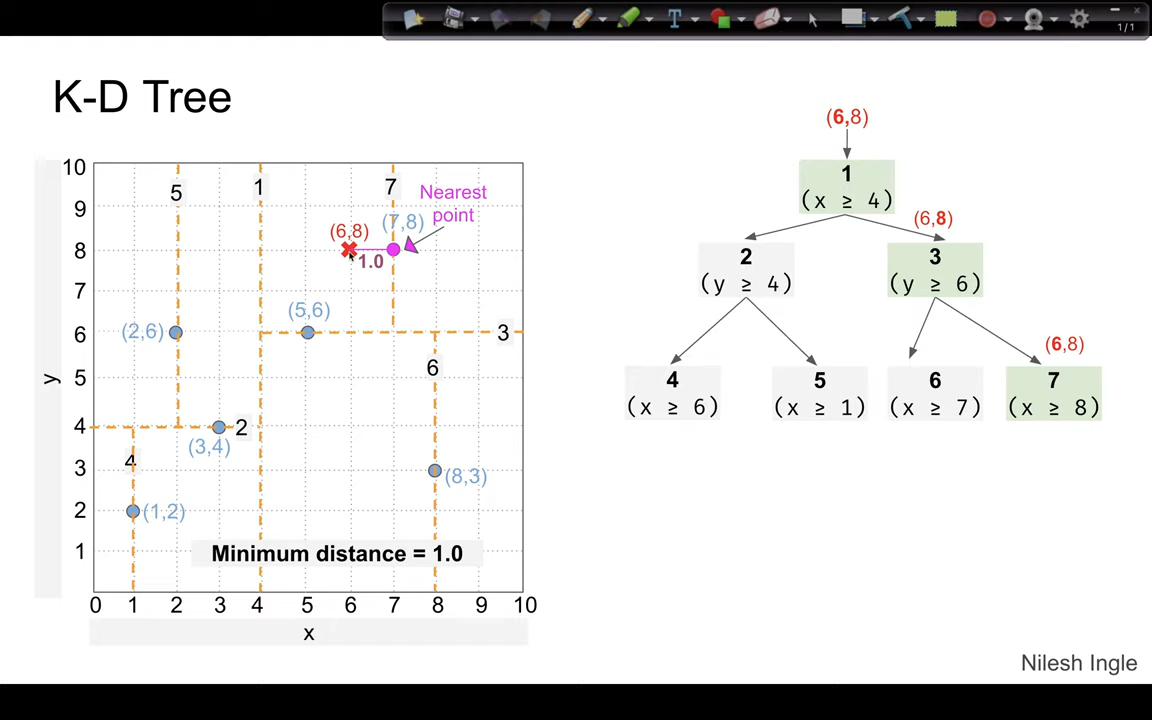 1/1
K-D Tree
10
9
8
7
6
5
4
3
2
1
y
0 1 2 3 4 5 6 7 8 9 10
x
5
1
7
Nearest
point
(7,8)
(6,8)
1.0
(5,6)
(2,6)
3
6
2
(3,4)
4
(8,3)
(1,2)
Minimum distance = 1.0
(6,8)
1
(x ≥ 4)
(6,8)
2
(y ≥ 4)
3
(y ≥ 6)
(6,8)
4
(x ≥ 6)
5
(x ≥ 1)
6
(x ≥ 7)
7
(x ≥ 8)
Nilesh Ingle